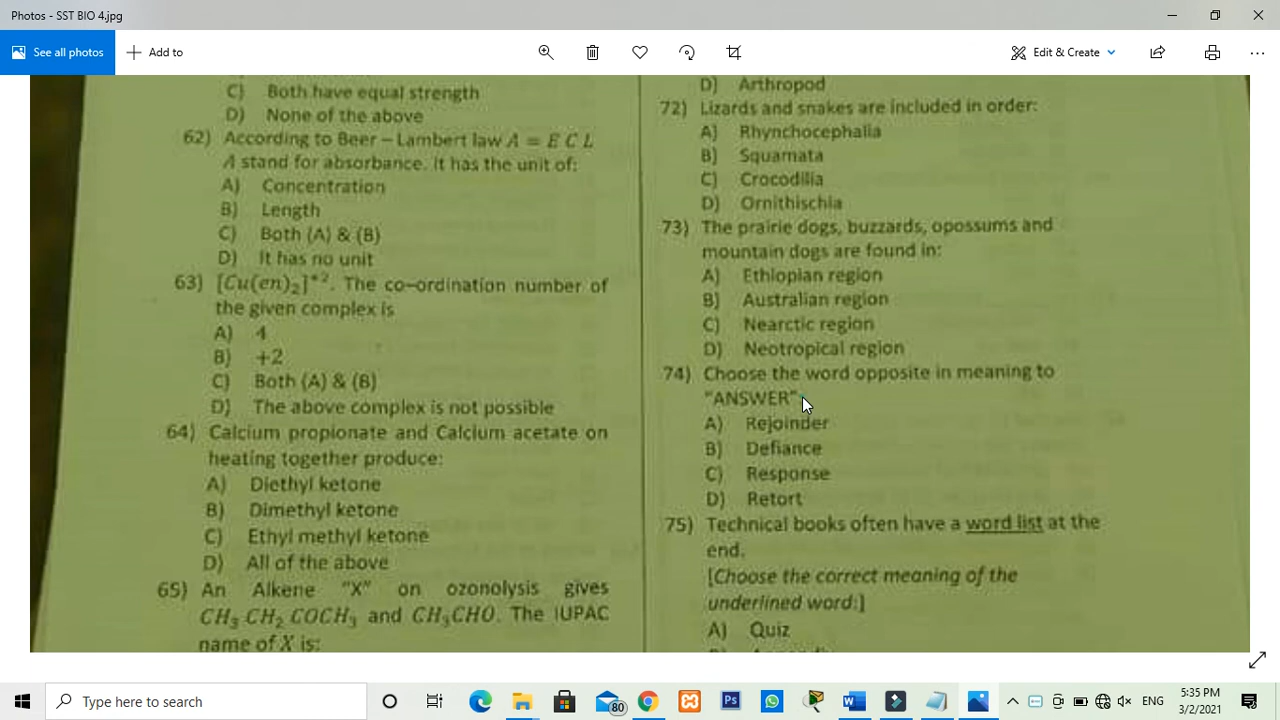 Photos - SST BIO 4.jpg
See all photos
Add to
Edit & Create
C) Both have equal strength
D) None of the above
62) According to Beer – Lambert law A = E C L
A stand for absorbance. It has the unit of:
A) Concentration
B) Length
C) Both (A) & (B)
D) It has no unit
63) [Cu(en)₂]⁺². The co–ordination number of
the given complex is
A) 4
B) +2
C) Both (A) & (B)
D) The above complex is not possible
64) Calcium propionate and Calcium acetate on
heating together produce:
A) Diethyl ketone
B) Dimethyl ketone
C) Ethyl methyl ketone
D) All of the above
65) An Alkene "X" on ozonolysis gives
CH₃ CH₂ COCH₃ and CH₃CHO. The IUPAC
name of X is:
D) Arthropod
72) Lizards and snakes are included in order:
A) Rhynchocephalia
B) Squamata
C) Crocodilia
D) Ornithischia
73) The prairie dogs, buzzards, opossums and
mountain dogs are found in:
A) Ethiopian region
B) Australian region
C) Nearctic region
D) Neotropical region
74) Choose the word opposite in meaning to
"ANSWER"
A) Rejoinder
B) Defiance
C) Response
D) Retort
75) Technical books often have a word list at the
end.
[Choose the correct meaning of the
underlined word:]
A) Quiz
Type here to search
80
ENG
5:35 PM
3/2/2021